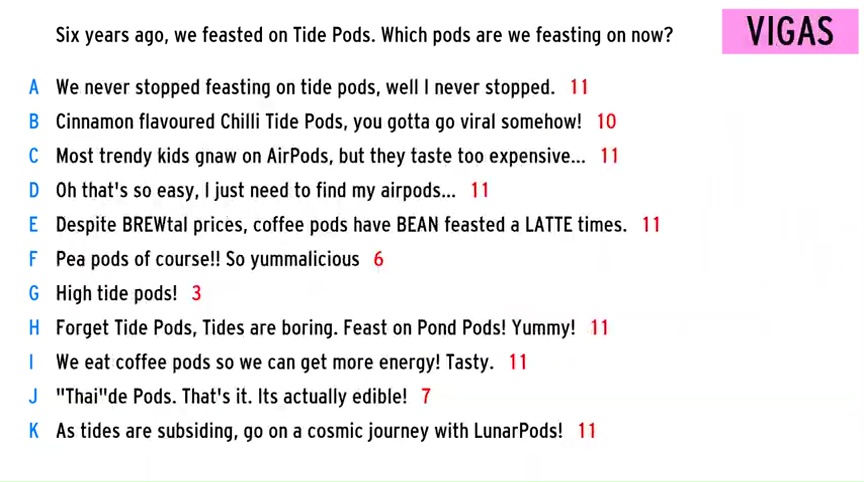 Six years ago, we feasted on Tide Pods. Which pods are we feasting on now?
VIGAS
A We never stopped feasting on tide pods, well I never stopped. 11
B Cinnamon flavoured Chilli Tide Pods, you gotta go viral somehow! 10
C Most trendy kids gnaw on AirPods, but they taste too expensive... 11
D Oh that's so easy, I just need to find my airpods... 11
E Despite BREWtal prices, coffee pods have BEAN feasted a LATTE times. 11
F Pea pods of course!! So yummalicious 6
G High tide pods! 3
H Forget Tide Pods, Tides are boring. Feast on Pond Pods! Yummy! 11
I We eat coffee pods so we can get more energy! Tasty. 11
J "Thai"de Pods. That's it. Its actually edible! 7
K As tides are subsiding, go on a cosmic journey with LunarPods! 11